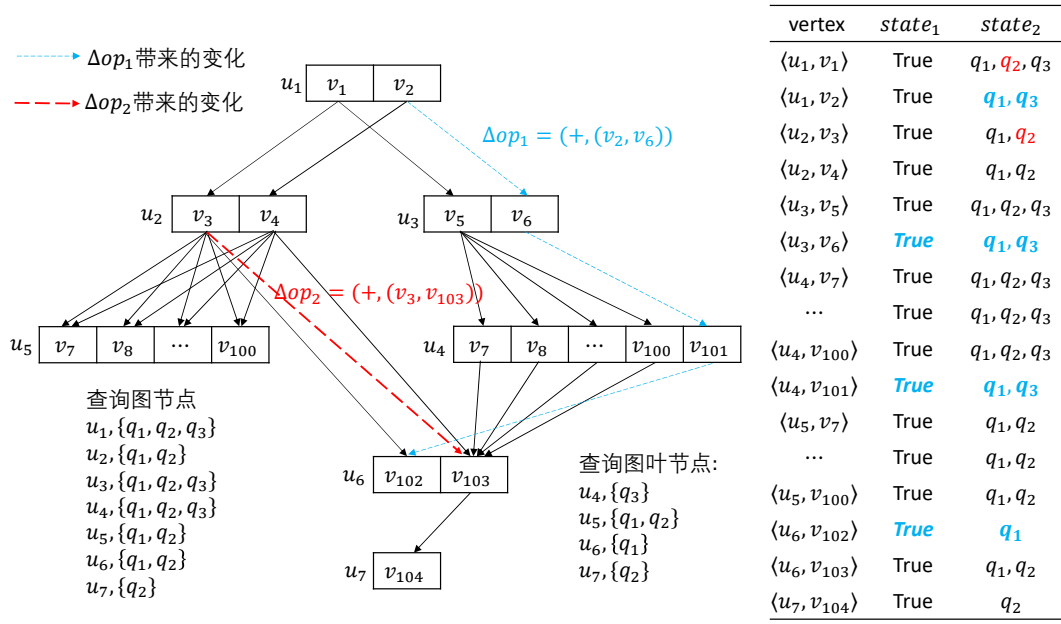 Δop₁带来的变化
Δop₂带来的变化
u₁ v₁ v₂
Δop₁ = (+, (v₂, v₆))
u₂ v₃ v₄
u₃ v₅ v₆
Δop₂ = (+, (v₃, v₁₀₃))
u₅ v₇ v₈ ⋯ v₁₀₀
u₄ v₇ v₈ ⋯ v₁₀₀ v₁₀₁
查询图节点
u₁, {q₁, q₂, q₃}
u₂, {q₁, q₂}
u₃, {q₁, q₂, q₃}
u₄, {q₁, q₂, q₃}
u₅, {q₁, q₂}
u₆, {q₁, q₂}
u₇, {q₂}
u₆ v₁₀₂ v₁₀₃
u₇ v₁₀₄
查询图叶节点:
u₄, {q₃}
u₅, {q₁, q₂}
u₆, {q₁}
u₇, {q₂}
vertex state₁ state₂
⟨u₁, v₁⟩ True q₁, q₂, q₃
⟨u₁, v₂⟩ True q₁, q₃
⟨u₂, v₃⟩ True q₁, q₂
⟨u₂, v₄⟩ True q₁, q₂
⟨u₃, v₅⟩ True q₁, q₂, q₃
⟨u₃, v₆⟩ True q₁, q₃
⟨u₄, v₇⟩ True q₁, q₂, q₃
⋯ True q₁, q₂, q₃
⟨u₄, v₁₀₀⟩ True q₁, q₂, q₃
⟨u₄, v₁₀₁⟩ True q₁, q₃
⟨u₅, v₇⟩ True q₁, q₂
⋯ True q₁, q₂
⟨u₅, v₁₀₀⟩ True q₁, q₂
⟨u₆, v₁₀₂⟩ True q₁
⟨u₆, v₁₀₃⟩ True q₁, q₂
⟨u₇, v₁₀₄⟩ True q₂